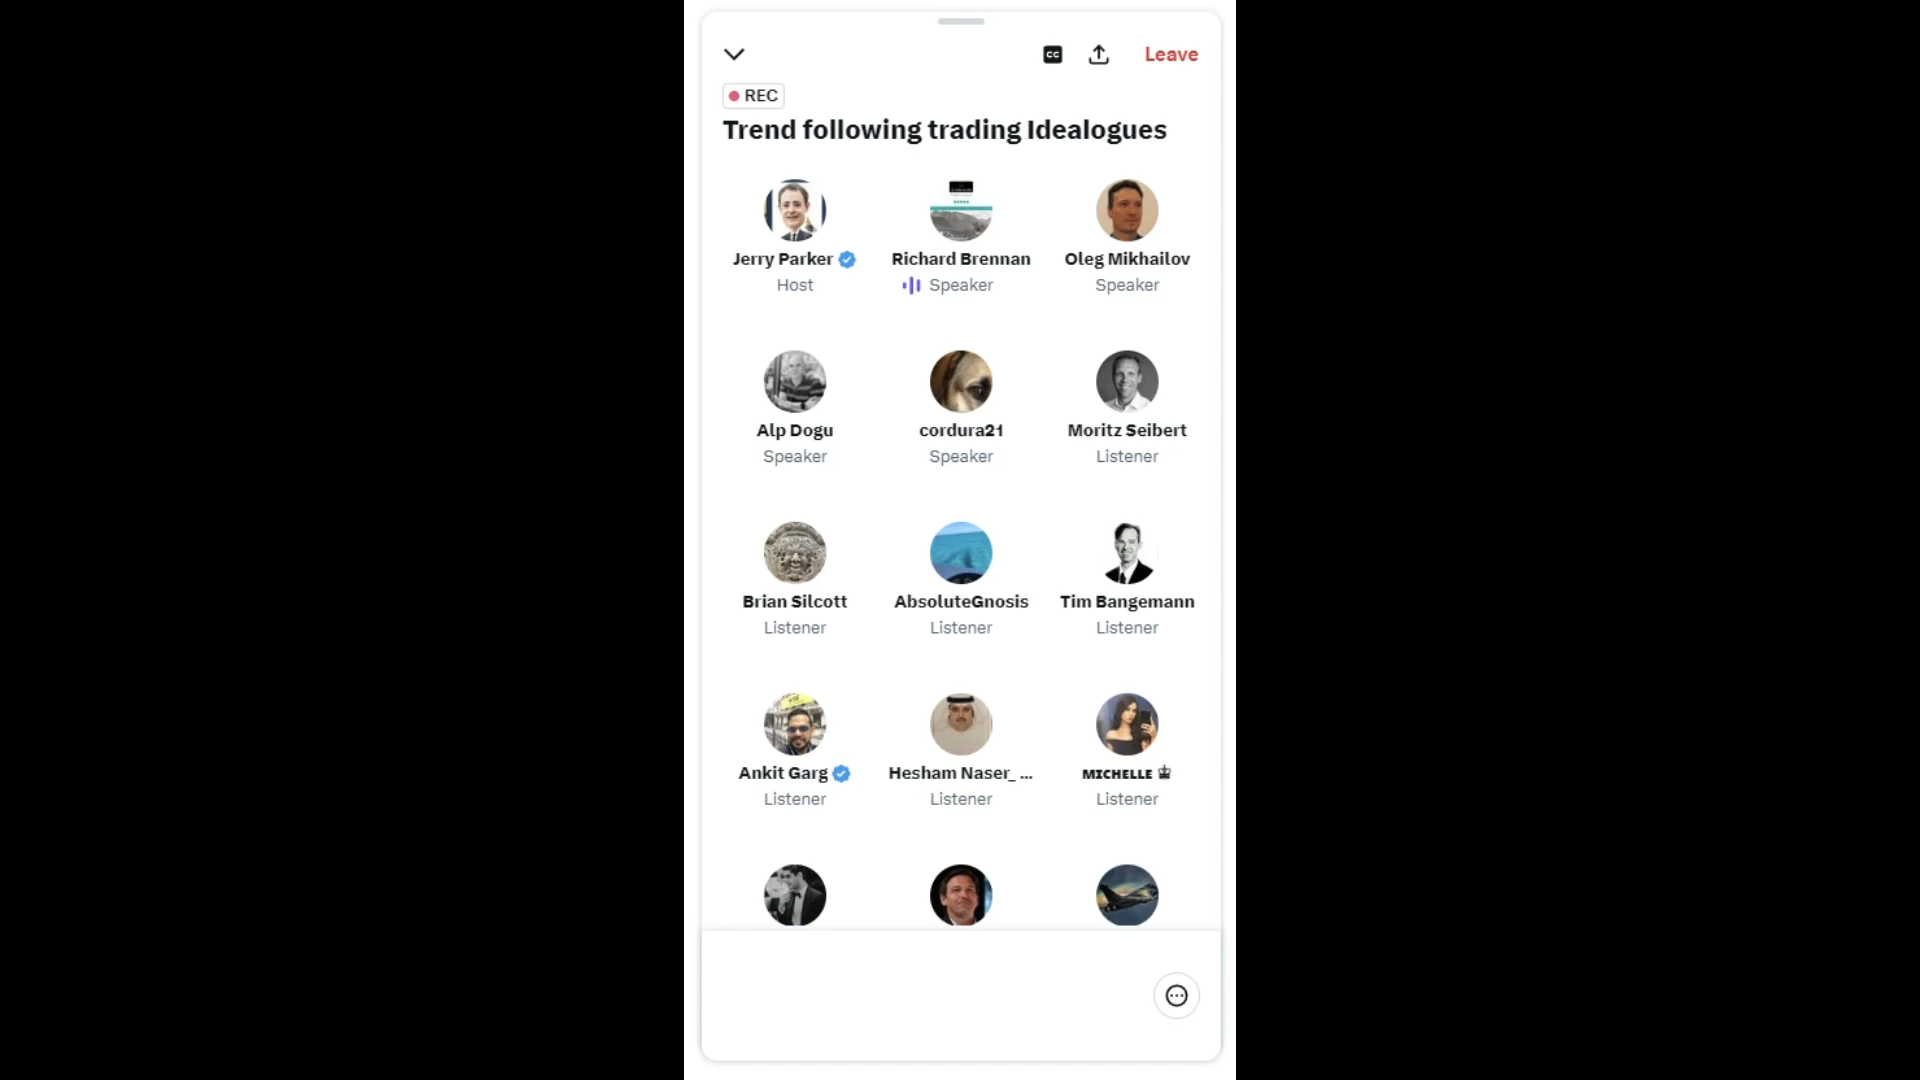 CC Leave
REC
Trend following trading Idealogues
Jerry Parker Richard Brennan Oleg Mikhailov
Host Speaker Speaker
Alp Dogu cordura21 Moritz Seibert
Speaker Speaker Listener
Brian Silcott AbsoluteGnosis Tim Bangemann
Listener Listener Listener
Ankit Garg Hesham Naser_ ... ᴍɪᴄʜᴇʟʟᴇ ♔
Listener Listener Listener